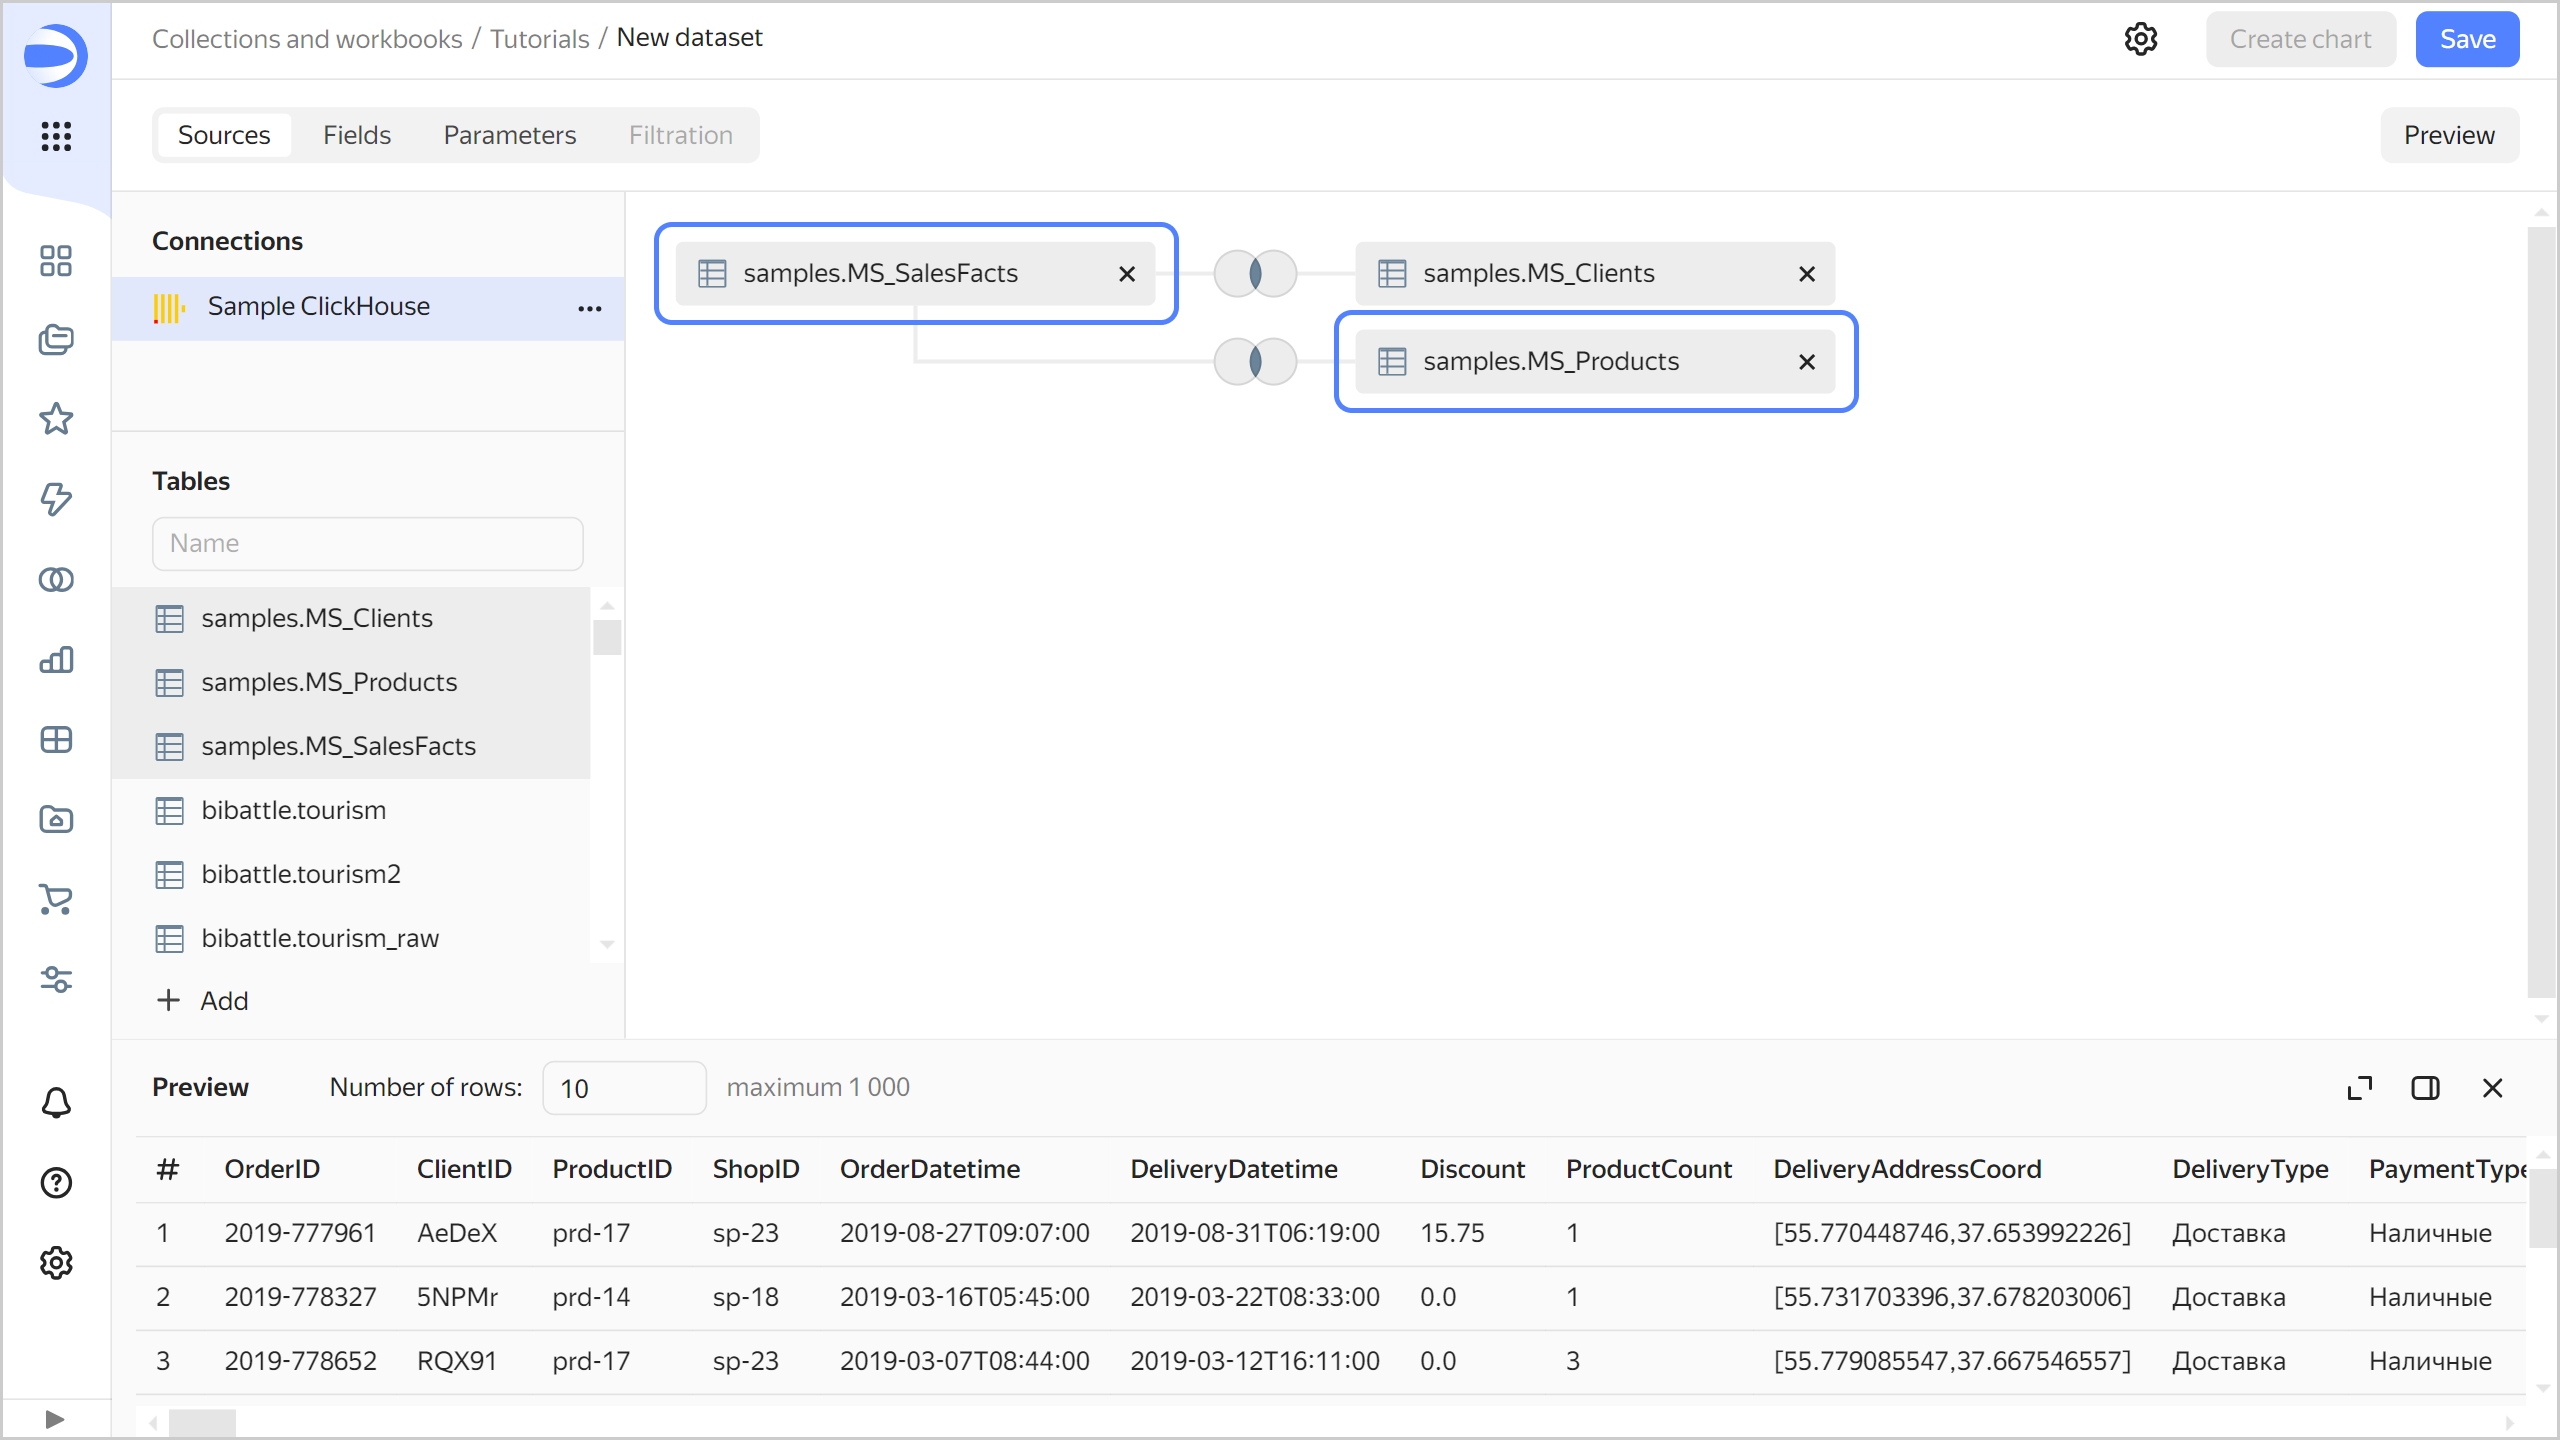 Collections and workbooks / Tutorials / New dataset
Create chart
Save
Sources
Fields
Parameters
Filtration
Preview
Connections
Sample ClickHouse
samples.MS_SalesFacts
samples.MS_Clients
samples.MS_Products
Tables
Name
samples.MS_Clients
samples.MS_Products
samples.MS_SalesFacts
bibattle.tourism
bibattle.tourism2
bibattle.tourism_raw
+ Add
Preview Number of rows: 10 maximum 1 000
# OrderID ClientID ProductID ShopID OrderDatetime DeliveryDatetime Discount ProductCount DeliveryAddressCoord DeliveryType PaymentType
1 2019-777961 AeDeX prd-17 sp-23 2019-08-27T09:07:00 2019-08-31T06:19:00 15.75 1 [55.770448746,37.653992226] Доставка Наличные
2 2019-778327 5NPMr prd-14 sp-18 2019-03-16T05:45:00 2019-03-22T08:33:00 0.0 1 [55.731703396,37.678203006] Доставка Наличные
3 2019-778652 RQX91 prd-17 sp-23 2019-03-07T08:44:00 2019-03-12T16:11:00 0.0 3 [55.779085547,37.667546557] Доставка Наличные